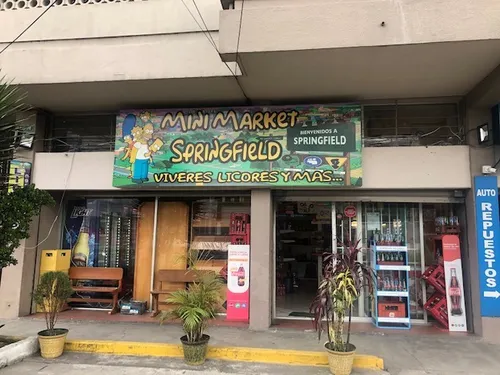 MINI MARKET
SPRINGFIELD
VIVERES LICORES Y MAS...
BIENVENIDOS A
SPRINGFIELD
AUTO
REPUESTOS